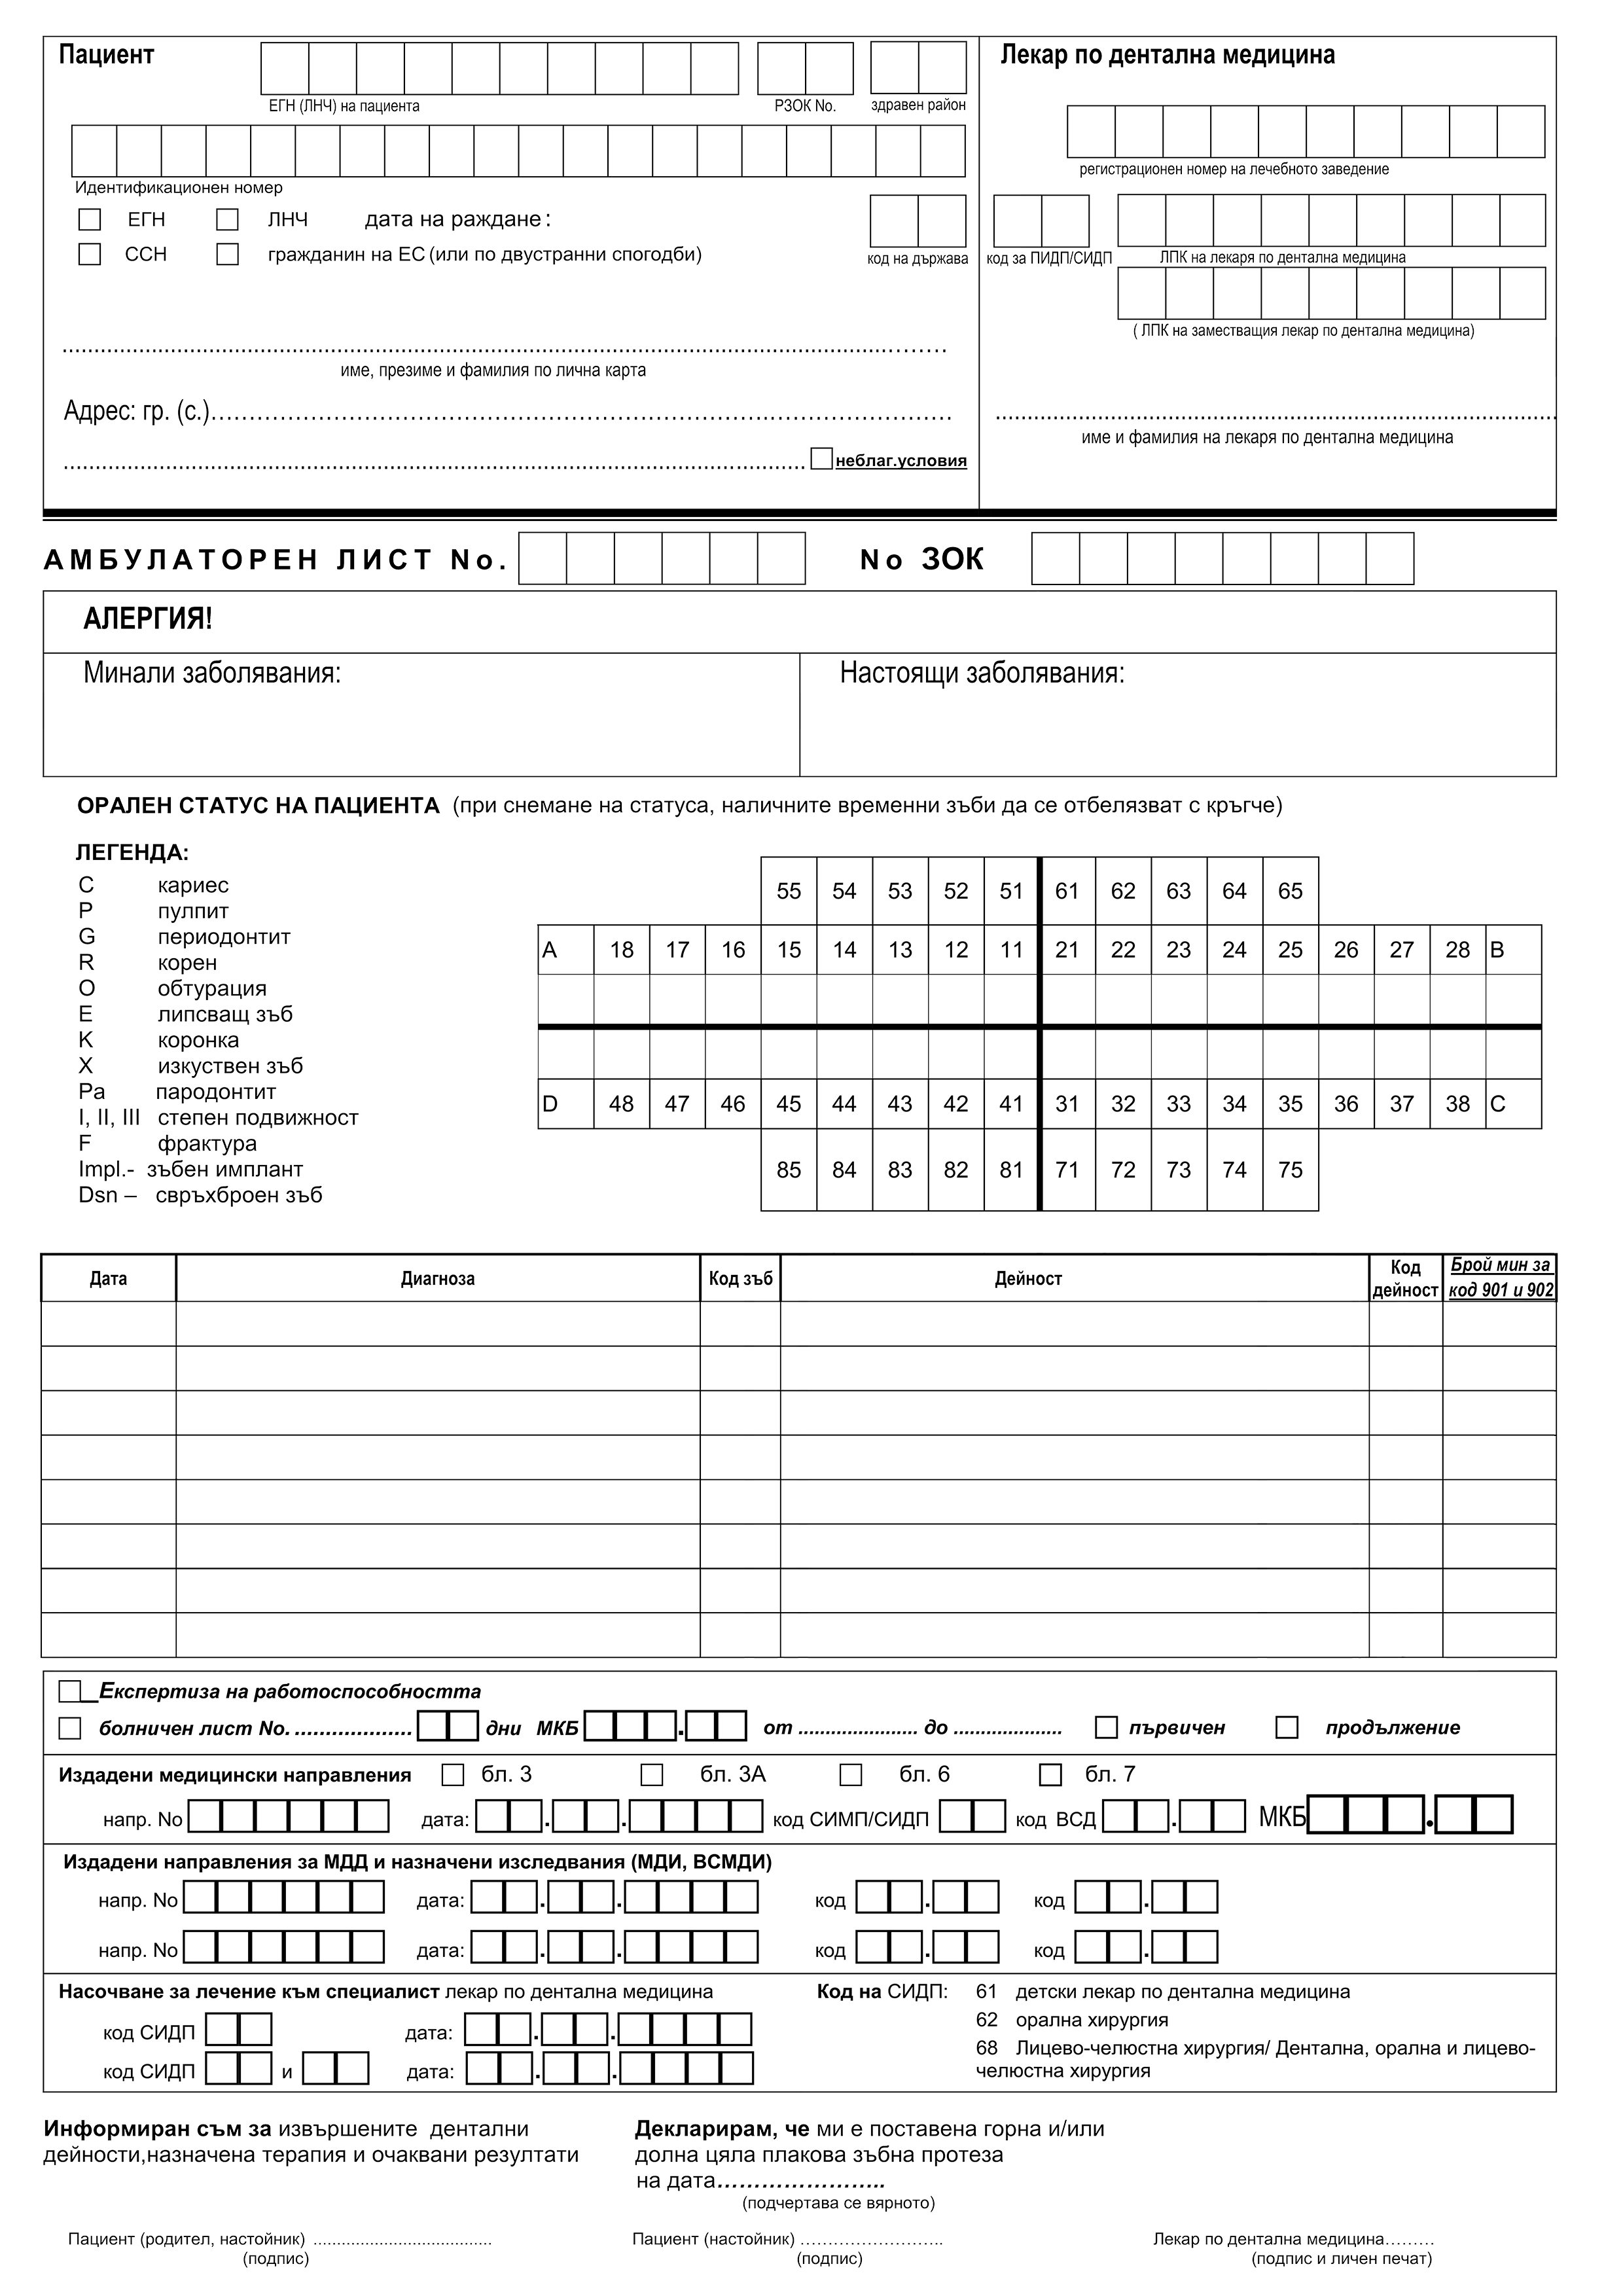 Пациент
ЕГН (ЛНЧ) на пациента
РЗОК No.
здравен район
Идентификационен номер
ЕГН ЛНЧ дата на раждане:
ССН гражданин на ЕС (или по двустранни спогодби)
код на държава
........................................................................................................................................
име, презиме и фамилия по лична карта
Адрес: гр. (с.)……………………………………………………………………………
........................................................................................................................ неблаг.условия
Лекар по дентална медицина
регистрационен номер на лечебното заведение
код за ПИДП/СИДП ЛПК на лекаря по дентална медицина
( ЛПК на заместващия лекар по дентална медицина)
........................................................................................
име и фамилия на лекаря по дентална медицина
АМБУЛАТОРЕН ЛИСТ No. No ЗОК
АЛЕРГИЯ!
Минали заболявания: Настоящи заболявания:
ОРАЛЕН СТАТУС НА ПАЦИЕНТА (при снемане на статуса, наличните временни зъби да се отбелязват с кръгче)
ЛЕГЕНДА:
C кариес
P пулпит
G периодонтит
R корен
O обтурация
E липсващ зъб
K коронка
X изкуствен зъб
Pa пародонтит
I, II, III степен подвижност
F фрактура
Impl.- зъбен имплант
Dsn – свръхброен зъб
55 54 53 52 51 61 62 63 64 65
A 18 17 16 15 14 13 12 11 21 22 23 24 25 26 27 28 B
D 48 47 46 45 44 43 42 41 31 32 33 34 35 36 37 38 C
85 84 83 82 81 71 72 73 74 75
Дата Диагноза Код зъб Дейност Код дейност Брой мин за код 901 и 902
Експертиза на работоспособността
болничен лист No. ................... дни МКБ . от ...................... до .................... първичен продължение
Издадени медицински направления бл. 3 бл. 3А бл. 6 бл. 7
напр. No дата: . . код СИМП/СИДП код ВСД . МКБ .
Издадени направления за МДД и назначени изследвания (МДИ, ВСМДИ)
напр. No дата: . . код . код .
напр. No дата: . . код . код .
Насочване за лечение към специалист лекар по дентална медицина
код СИДП дата: . .
код СИДП и дата: . .
Код на СИДП: 61 детски лекар по дентална медицина
62 орална хирургия
68 Лицево-челюстна хирургия/ Дентална, орална и лицево-
челюстна хирургия
Информиран съм за извършените дентални
дейности,назначена терапия и очаквани резултати
Декларирам, че ми е поставена горна и/или
долна цяла плакова зъбна протеза
на дата…………………..
(подчертава се вярното)
Пациент (родител, настойник) ......................................
(подпис)
Пациент (настойник) ……………………..
(подпис)
Лекар по дентална медицина………
(подпис и личен печат)